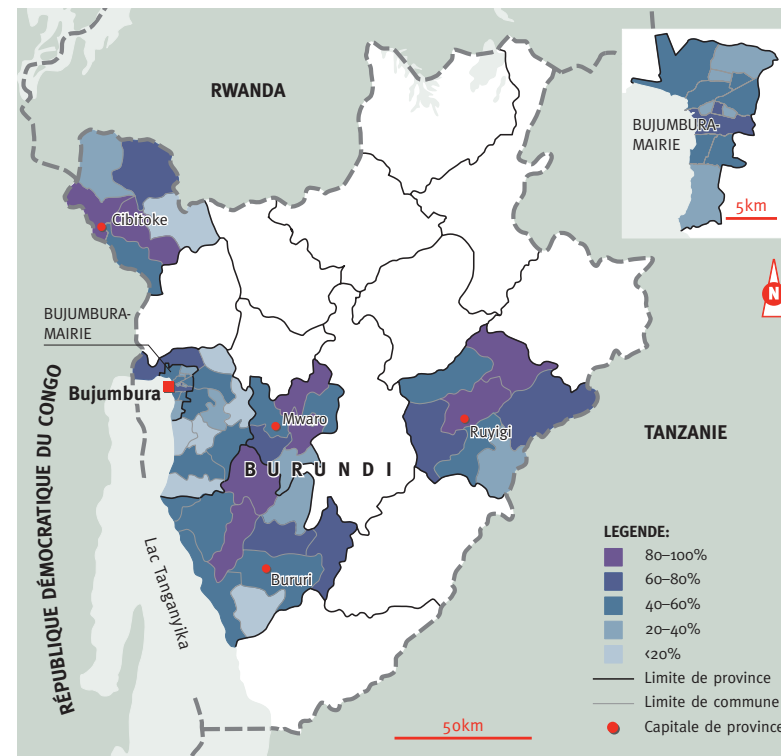 RWANDA
BUJUMBURA-
MAIRIE
5km
Cibitoke
N
BUJUMBURA-
MAIRIE
Bujumbura
Mwaro
Ruyigi
TANZANIE
BURUNDI
RÉPUBLIQUE DÉMOCRATIQUE DU CONGO
Lac Tanganyika
Bururi
LEGENDE:
80–100%
60–80%
40–60%
20–40%
<20%
Limite de province
Limite de commune
Capitale de province
50km